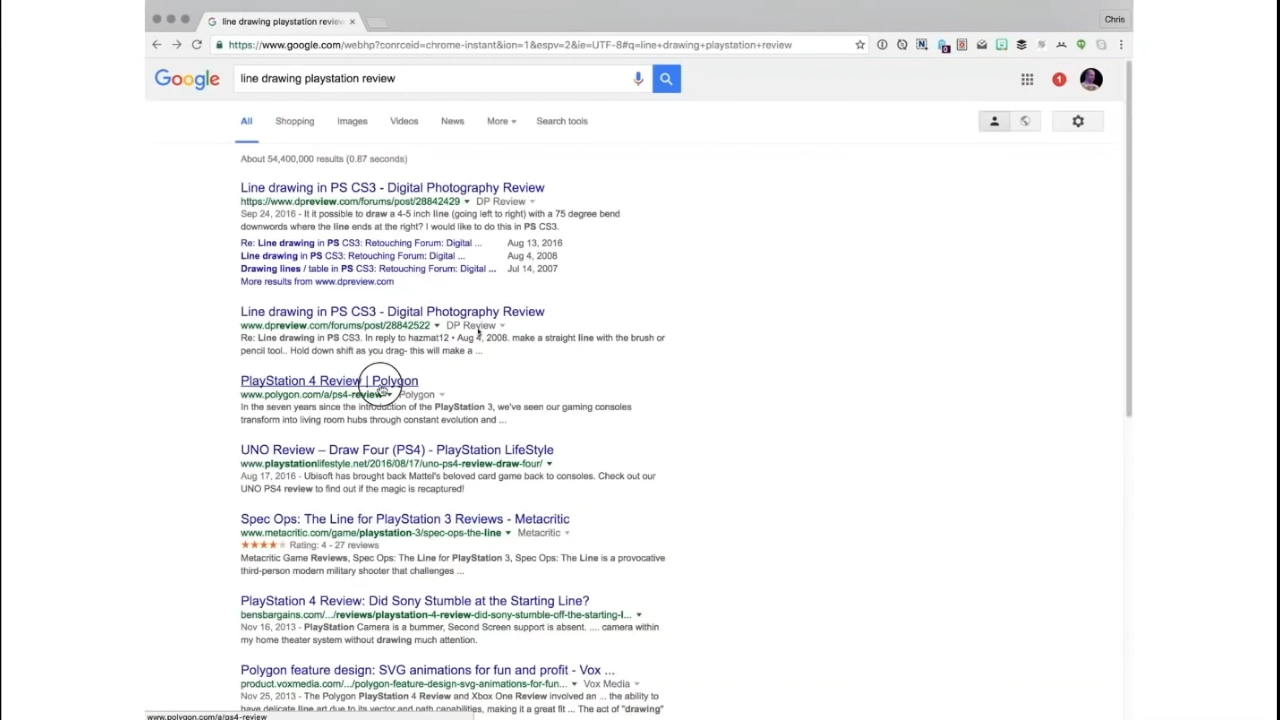 line drawing playstation review
Chris
https://www.google.com/webhp?conrceid=chrome-instant&ion=1&espv=2&ie=UTF-8#q=line+drawing+playstation+review
Google
line drawing playstation review
1
All Shopping Images Videos News More Search tools
About 54,400,000 results (0.87 seconds)
Line drawing in PS CS3 - Digital Photography Review
https://www.dpreview.com/forums/post/28842429 DP Review
Sep 24, 2016 - It it possible to draw a 4-5 inch line (going left to right) with a 75 degree bend
downwords where the line ends at the right? I would like to do this in PS CS3.
Re: Line drawing in PS CS3: Retouching Forum: Digital ... Aug 13, 2016
Line drawing in PS CS3: Retouching Forum: Digital ... Aug 4, 2008
Drawing lines / table in PS CS3: Retouching Forum: Digital ... Jul 14, 2007
More results from www.dpreview.com
Line drawing in PS CS3 - Digital Photography Review
www.dpreview.com/forums/post/28842522 DP Review
Re: Line drawing in PS CS3. In reply to hazmat12 • Aug 4, 2008. make a straight line with the brush or
pencil tool.. Hold down shift as you drag- this will make a ...
PlayStation 4 Review | Polygon
www.polygon.com/a/ps4-review Polygon
In the seven years since the introduction of the PlayStation 3, we've seen our gaming consoles
transform into living room hubs through constant evolution and ...
UNO Review – Draw Four (PS4) - PlayStation LifeStyle
www.playstationlifestyle.net/2016/08/17/uno-ps4-review-draw-four/
Aug 17, 2016 - Ubisoft has brought back Mattel's beloved card game back to consoles. Check out our
UNO PS4 review to find out if the magic is recaptured!
Spec Ops: The Line for PlayStation 3 Reviews - Metacritic
www.metacritic.com/game/playstation-3/spec-ops-the-line Metacritic
Rating: 4 - 27 reviews
Metacritic Game Reviews, Spec Ops: The Line for PlayStation 3, Spec Ops: The Line is a provocative
third-person modern military shooter that challenges ...
PlayStation 4 Review: Did Sony Stumble at the Starting Line?
bensbargains.com/.../reviews/playstation-4-review-did-sony-stumble-off-the-starting-l...
Nov 16, 2013 - PlayStation Camera is a bummer, Second Screen support is absent. .... camera within
my home theater system without drawing much attention.
Polygon feature design: SVG animations for fun and profit - Vox ...
product.voxmedia.com/.../polygon-feature-design-svg-animations-for-fun... Vox Media
Nov 25, 2013 - The Polygon PlayStation 4 Review and Xbox One Review involved an ... the ability to
have delicate line art due to its vector and path capabilities, making it a great fit ... The act of "drawing"
www.polygon.com/a/ps4-review